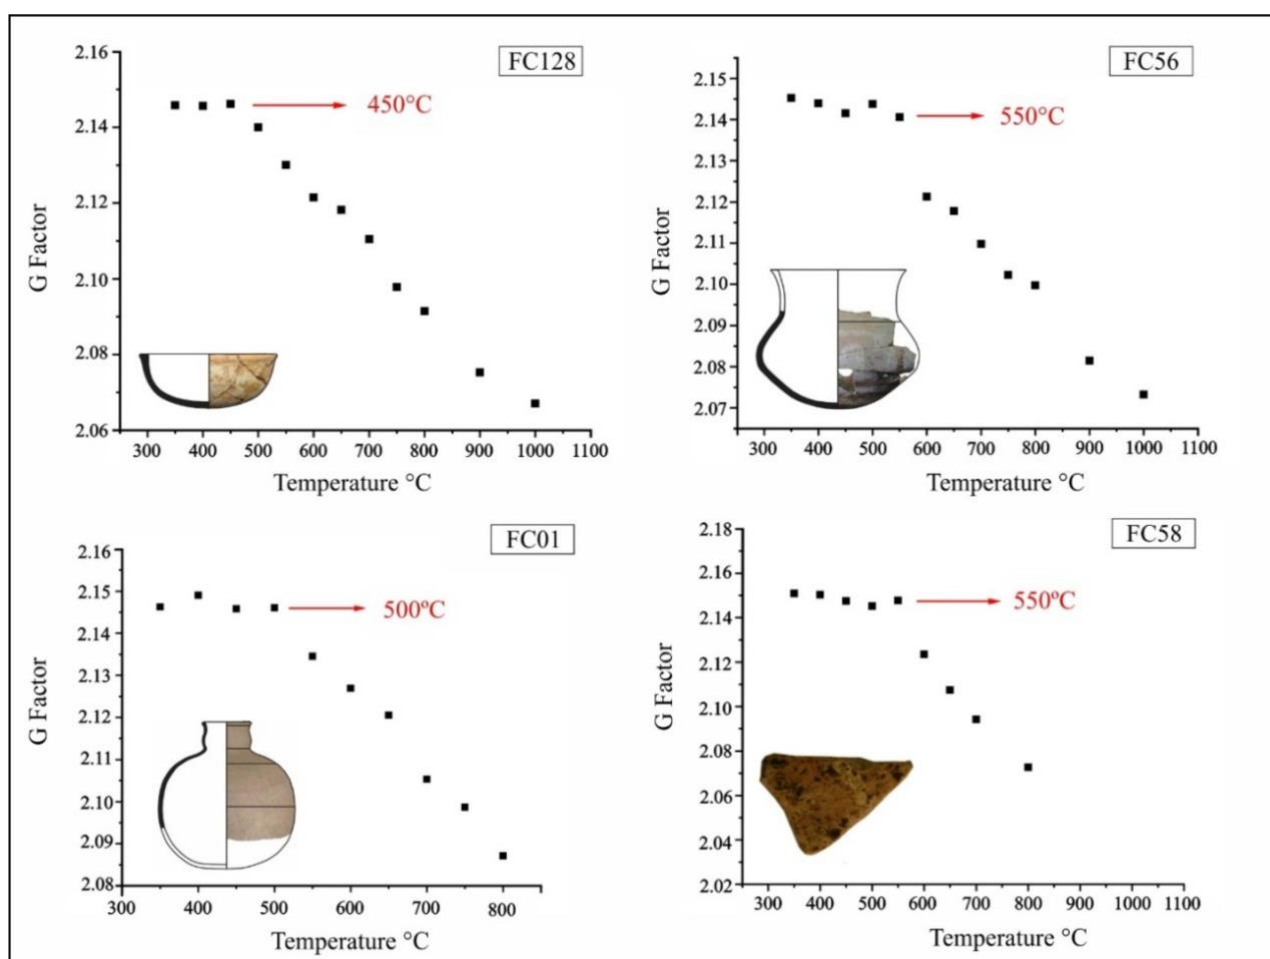 FC128
2.16
2.14
2.12
2.10
2.08
2.06
G Factor
450°C
300 400 500 600 700 800 900 1000 1100
Temperature °C
FC56
2.15
2.14
2.13
2.12
2.11
2.10
2.09
2.08
2.07
G Factor
550°C
300 400 500 600 700 800 900 1000 1100
Temperature °C
FC01
2.16
2.15
2.14
2.13
2.12
2.11
2.10
2.09
2.08
G Factor
500ºC
300 400 500 600 700 800
Temperature °C
FC58
2.18
2.16
2.14
2.12
2.10
2.08
2.06
2.04
2.02
G Factor
550ºC
300 400 500 600 700 800 900 1000 1100
Temperature °C